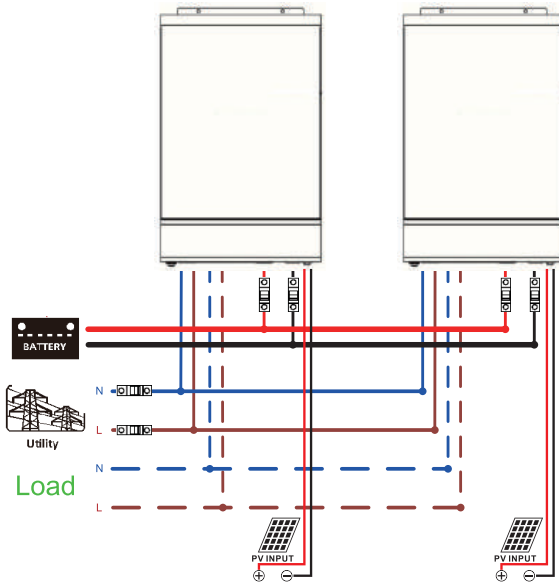 BATTERY
N
L
Utility
N
Load
L
PV INPUT
PV INPUT